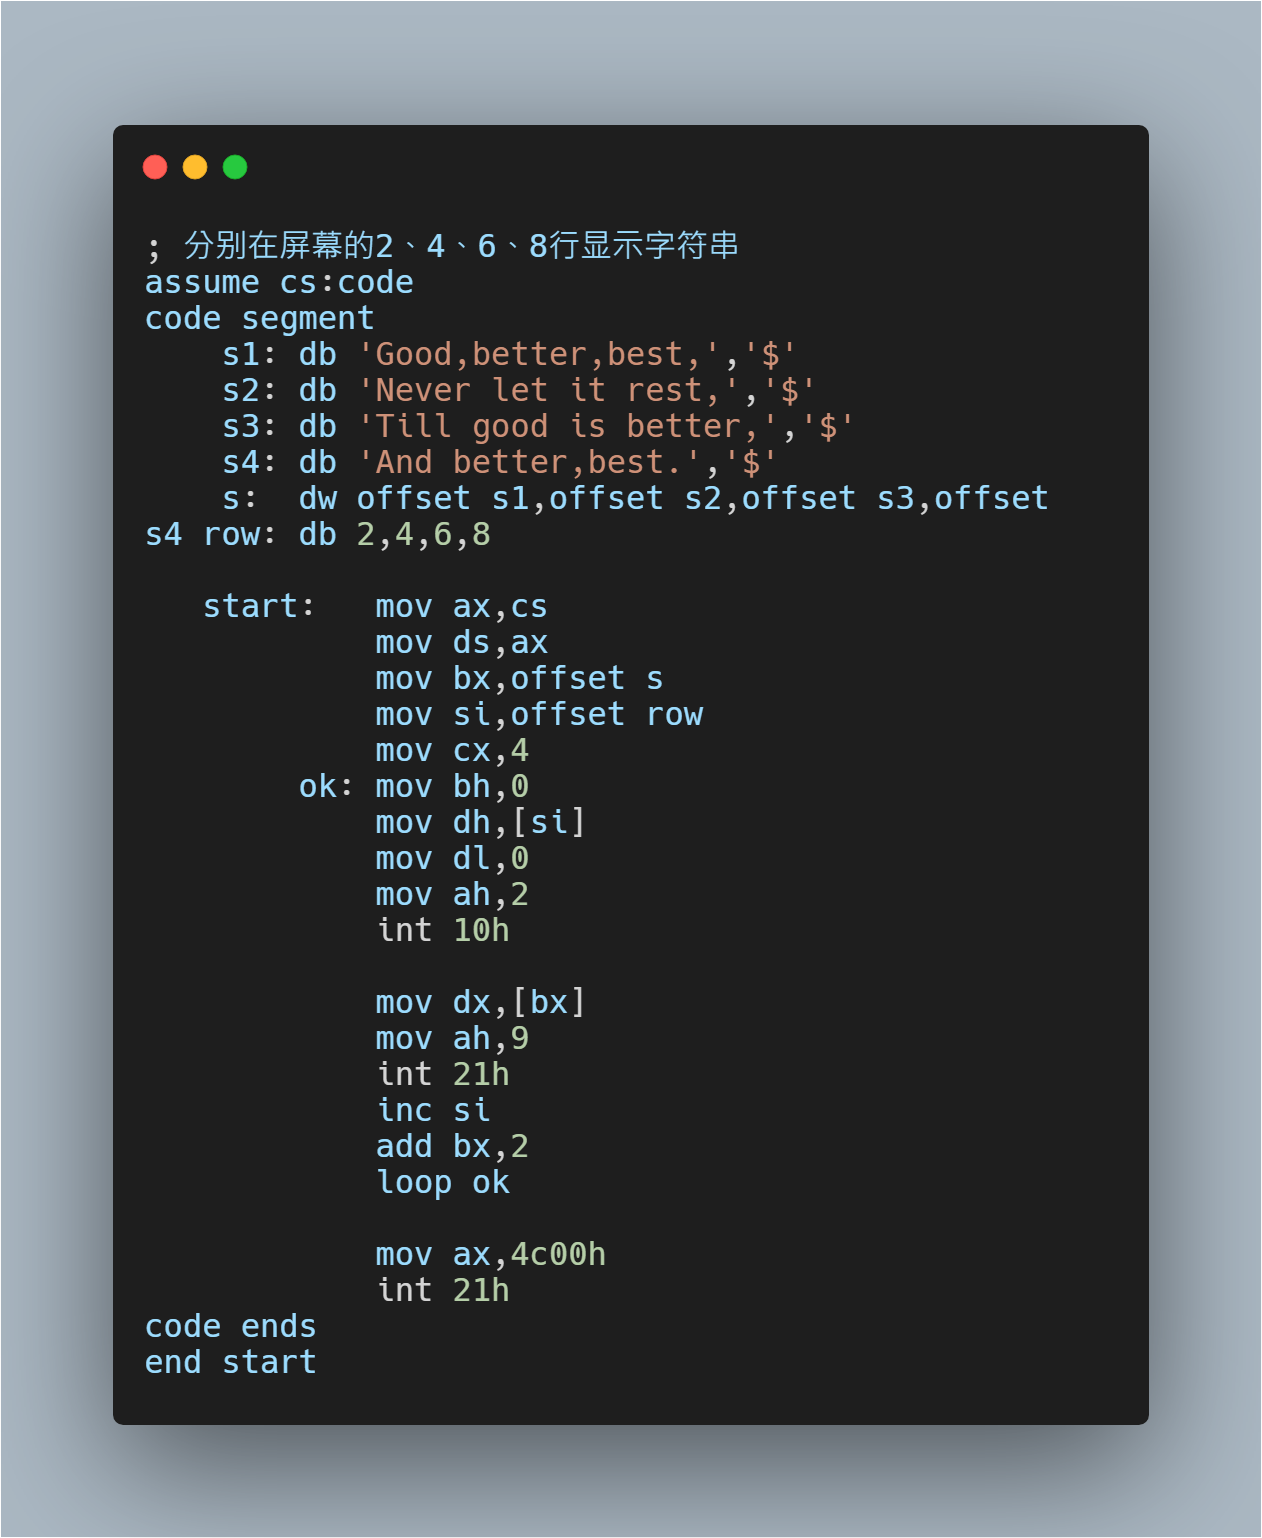 ; 分别在屏幕的2、4、6、8行显示字符串
assume cs:code
code segment
    s1: db 'Good,better,best,','$'
    s2: db 'Never let it rest,','$'
    s3: db 'Till good is better,','$'
    s4: db 'And better,best.','$'
    s:  dw offset s1,offset s2,offset s3,offset
s4 row: db 2,4,6,8

   start:   mov ax,cs
            mov ds,ax
            mov bx,offset s
            mov si,offset row
            mov cx,4
        ok: mov bh,0
            mov dh,[si]
            mov dl,0
            mov ah,2
            int 10h

            mov dx,[bx]
            mov ah,9
            int 21h
            inc si
            add bx,2
            loop ok

            mov ax,4c00h
            int 21h
code ends
end start